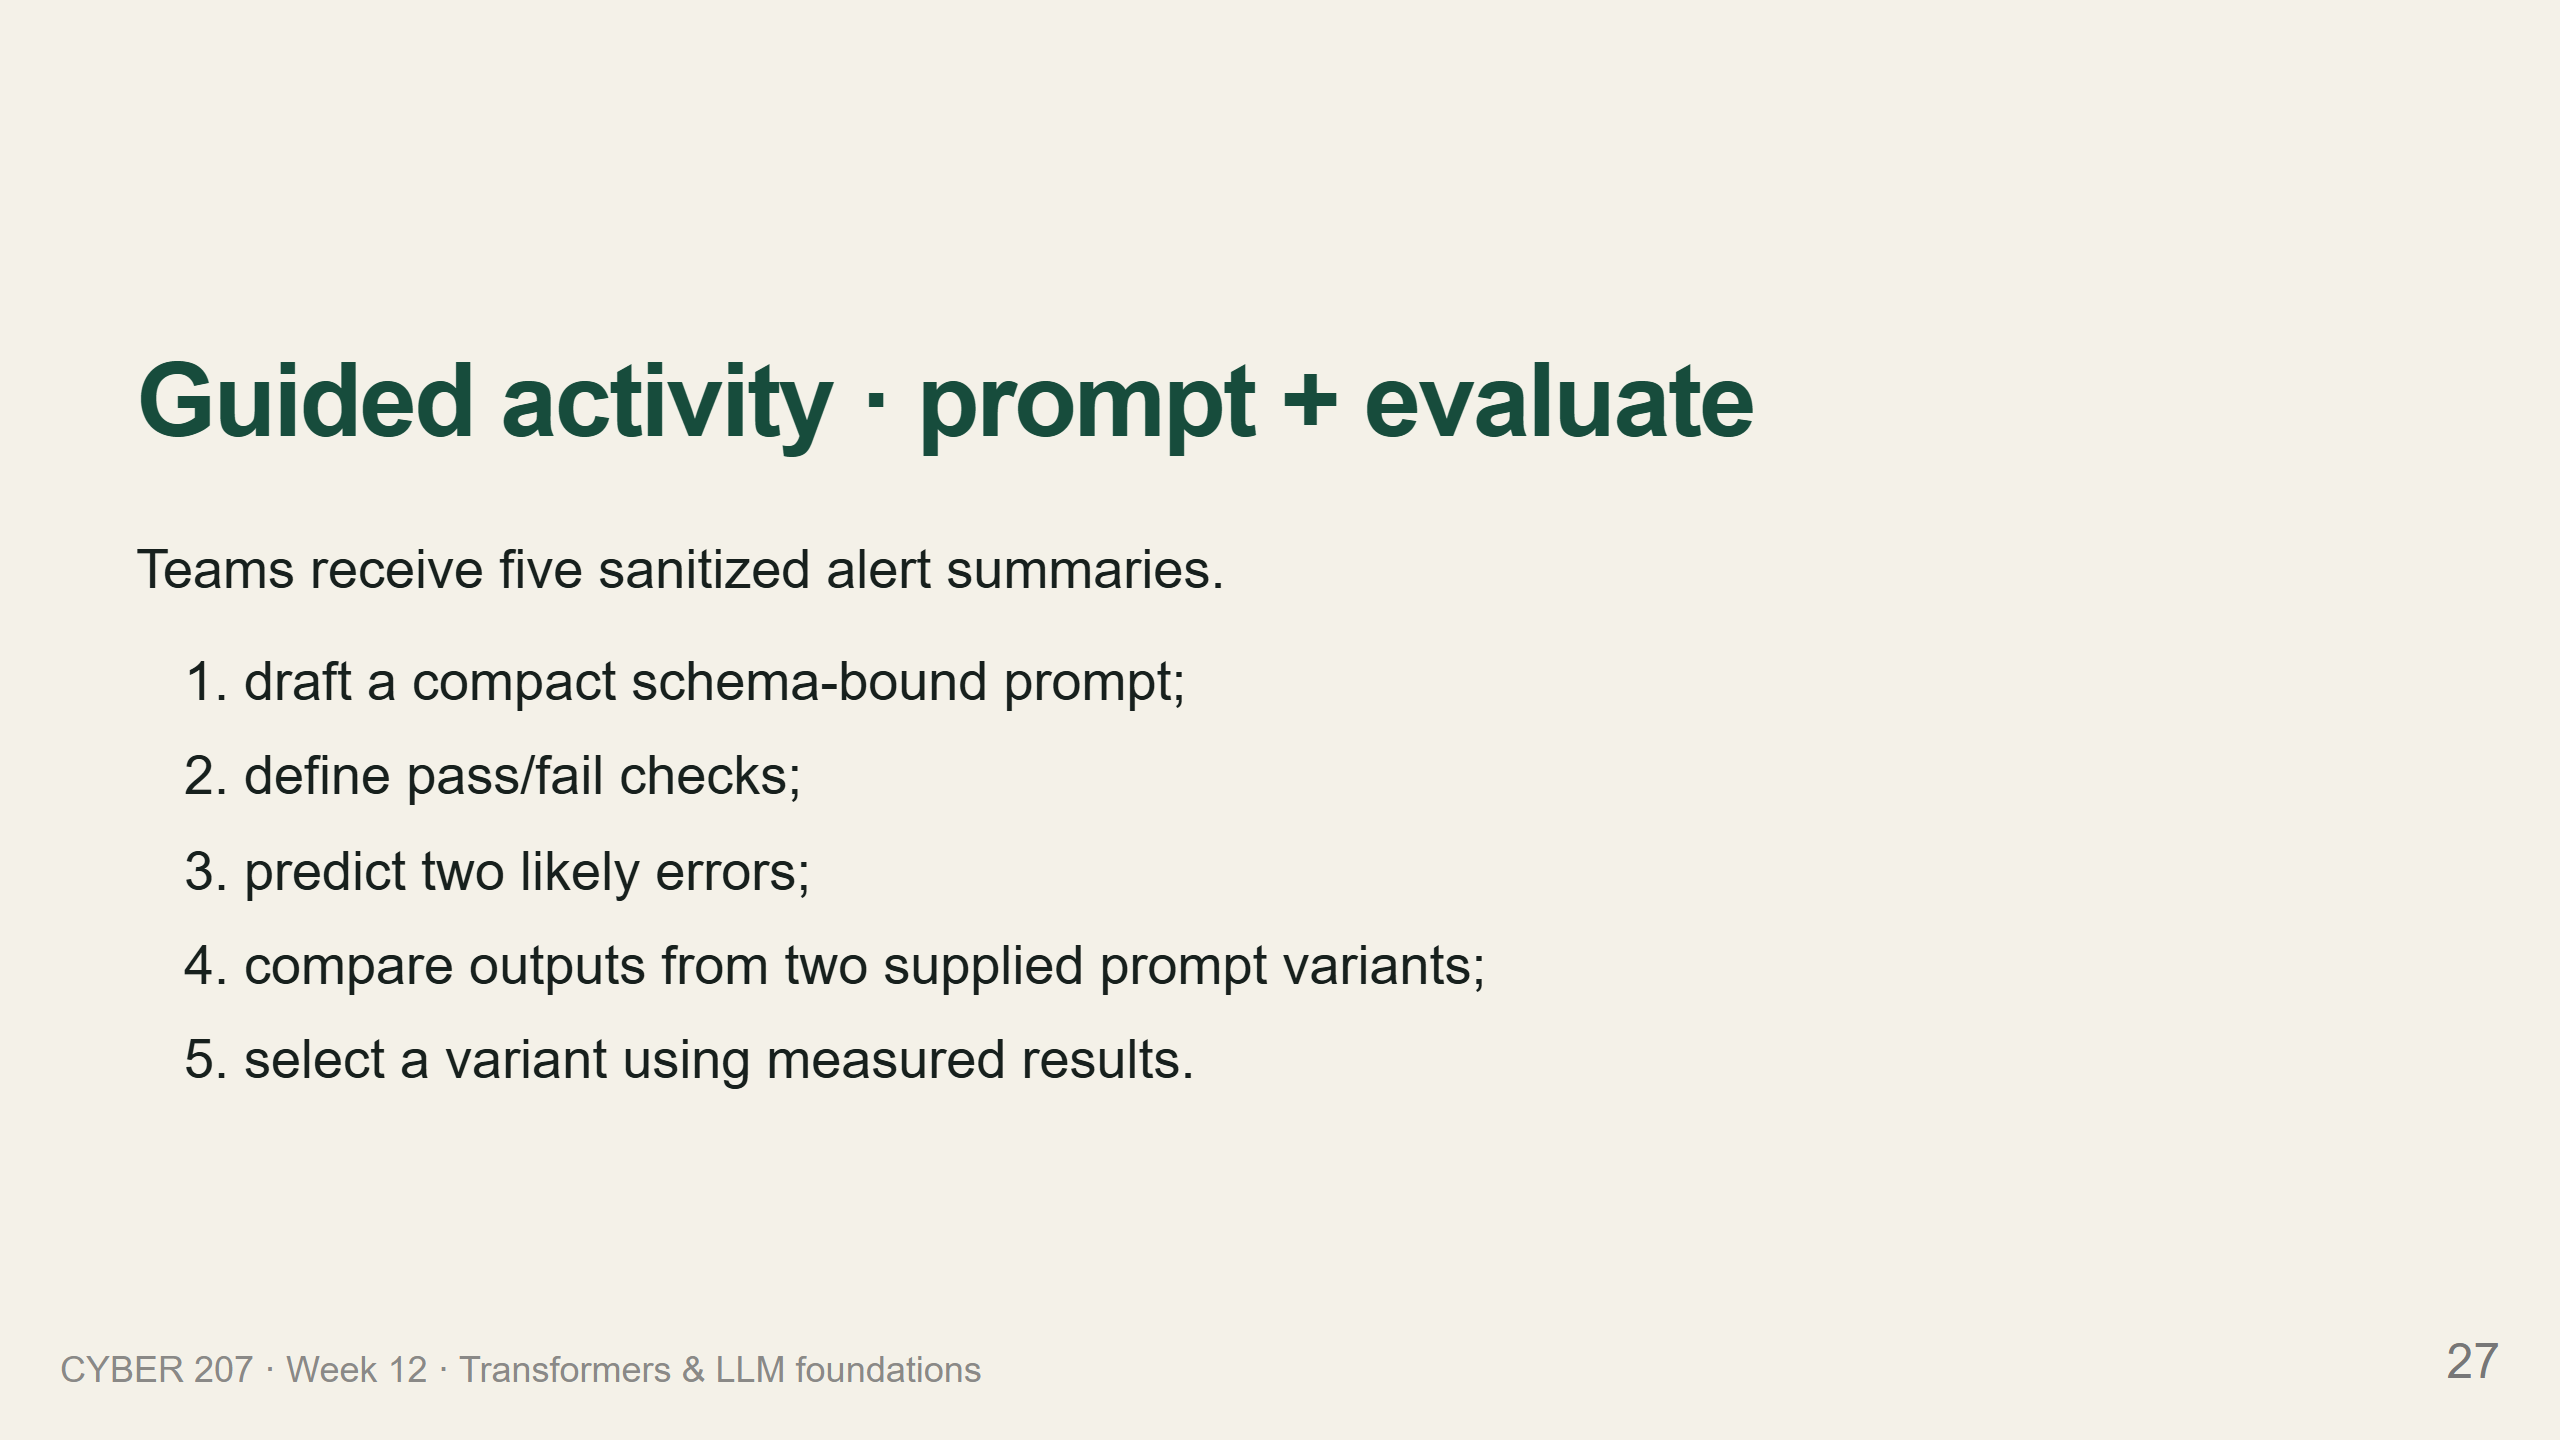 Guided activity · prompt + evaluate
Teams receive five sanitized alert summaries.
1. draft a compact schema-bound prompt;
2. define pass/fail checks;
3. predict two likely errors;
4. compare outputs from two supplied prompt variants;
5. select a variant using measured results.
CYBER 207 · Week 12 · Transformers & LLM foundations
27